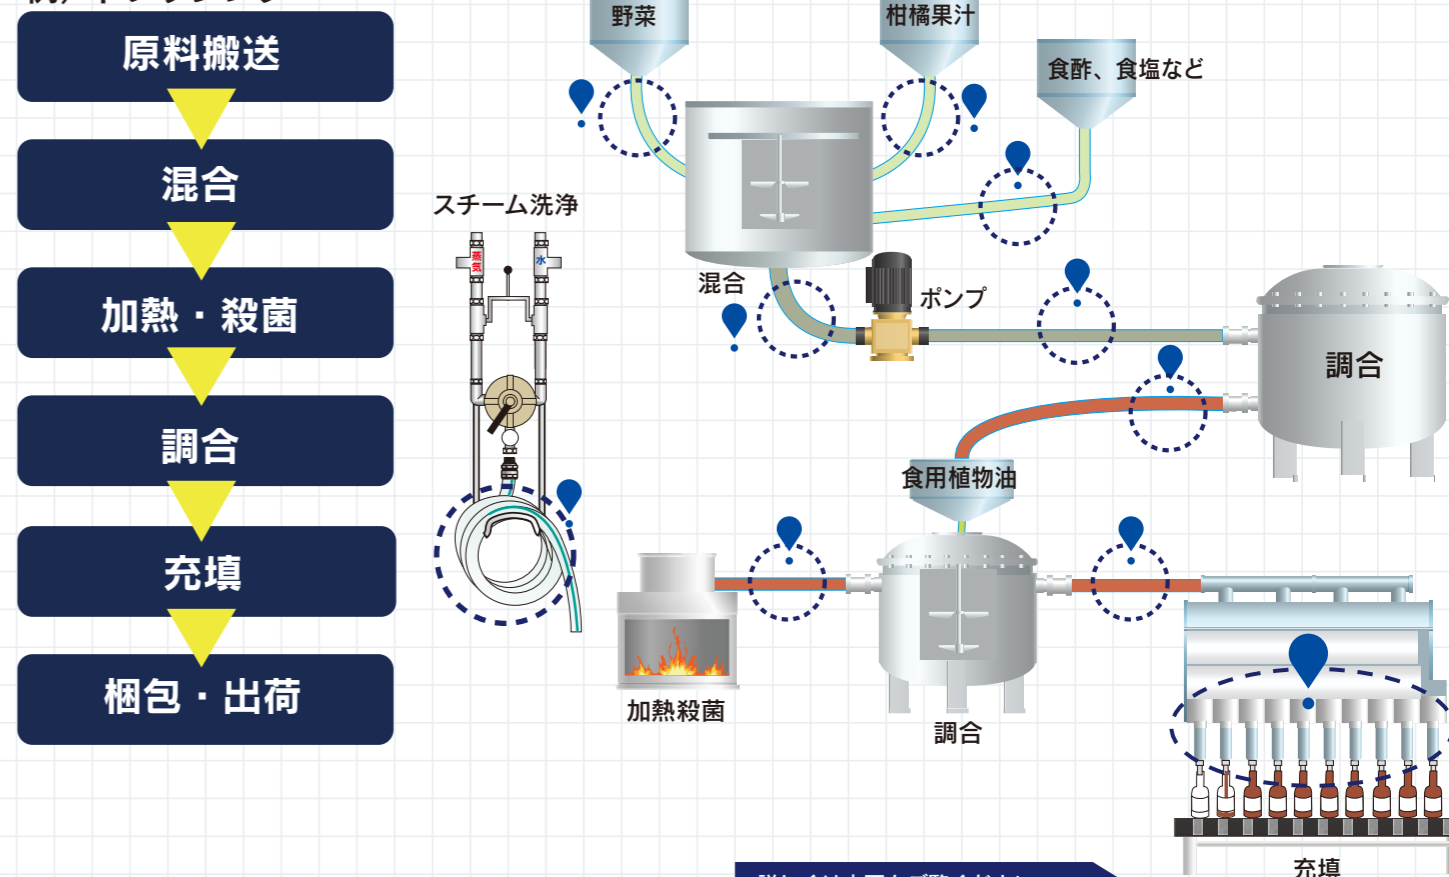 原料搬送
混合
加熱・殺菌
調合
充填
梱包・出荷
野菜
柑橘果汁
食酢、食塩など
スチーム洗浄
蒸気
水
混合
ポンプ
調合
食用植物油
加熱殺菌
調合
充填